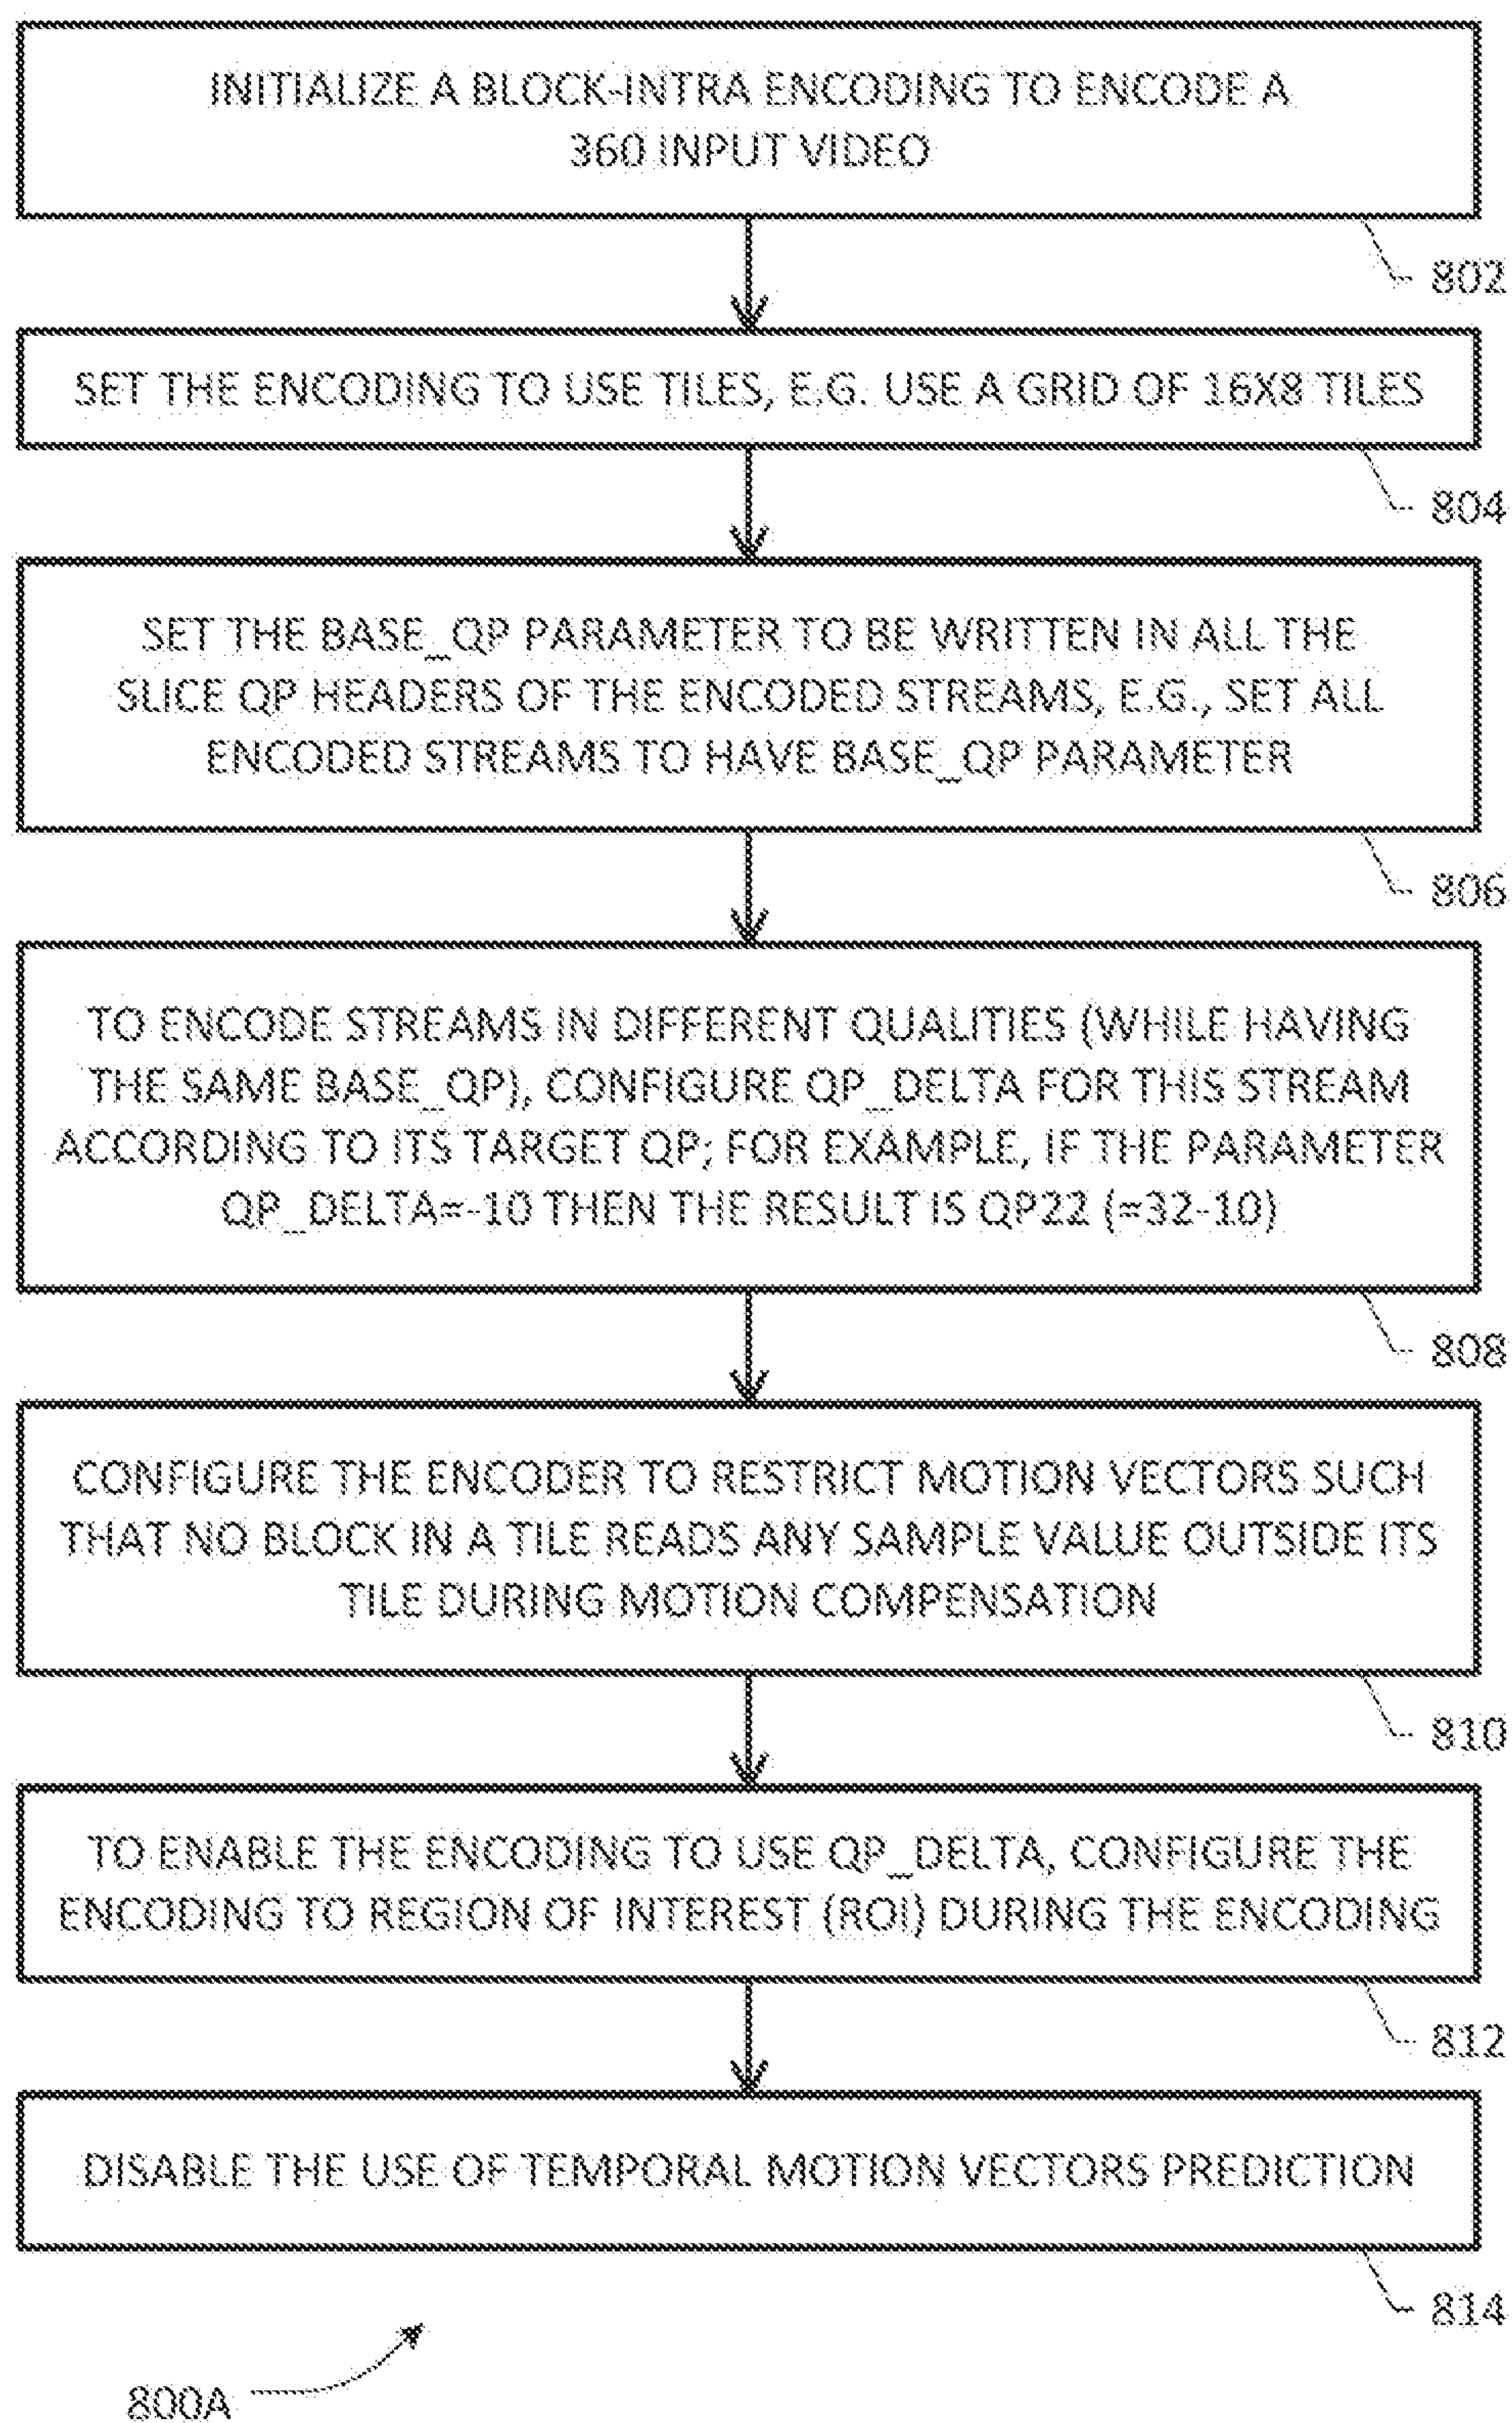 INITIALIZE A BLOCK-INTRA ENCODING TO ENCODE A
360 INPUT VIDEO
802
SET THE ENCODING TO USE TILES, E.G. USE A GRID OF 16X8 TILES
804
SET THE BASE_QP PARAMETER TO BE WRITTEN IN ALL THE
SLICE QP HEADERS OF THE ENCODED STREAMS, E.G., SET ALL
ENCODED STREAMS TO HAVE BASE_QP PARAMETER
806
TO ENCODE STREAMS IN DIFFERENT QUALITIES (WHILE HAVING
THE SAME BASE_QP), CONFIGURE QP_DELTA FOR THIS STREAM
ACCORDING TO ITS TARGET QP; FOR EXAMPLE, IF THE PARAMETER
QP_DELTA=-10 THEN THE RESULT IS QP22 (=32-10)
808
CONFIGURE THE ENCODER TO RESTRICT MOTION VECTORS SUCH
THAT NO BLOCK IN A TILE READS ANY SAMPLE VALUE OUTSIDE ITS
TILE DURING MOTION COMPENSATION
810
TO ENABLE THE ENCODING TO USE QP_DELTA, CONFIGURE THE
ENCODING TO REGION OF INTEREST (ROI) DURING THE ENCODING
812
DISABLE THE USE OF TEMPORAL MOTION VECTORS PREDICTION
814
800A